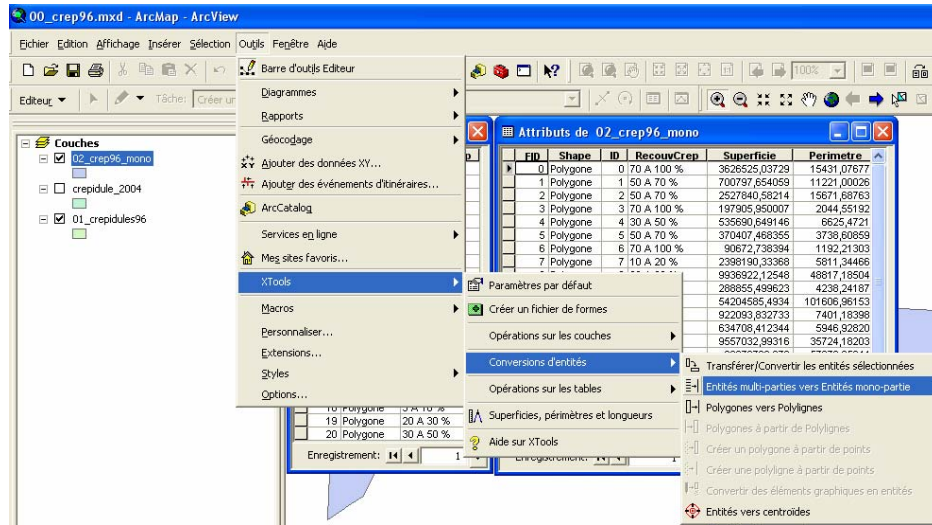 00_crep96.mxd - ArcMap - ArcView
Fichier Edition Affichage Insérer Sélection Outils Fenêtre Aide
100%
Editeur Tâche: Créer un
Couches
02_crep96_mono
crepidule_2004
01_crepidules96
Barre d'outils Editeur
Diagrammes
Rapports
Géocodage
Ajouter des données XY...
Ajouter des événements d'itinéraires...
ArcCatalog
Services en ligne
Mes sites favoris...
XTools
Macros
Personnaliser...
Extensions...
Styles
Options...
Attributs de 02_crep96_mono
FID Shape ID RecouvCrep Superficie Perimetre
0 Polygone 0 70 A 100 % 3626525,03729 15431,07677
1 Polygone 1 50 A 70 % 700797,654059 11221,00026
2 Polygone 2 50 A 70 % 2527840,58214 15671,68763
3 Polygone 3 70 A 100 % 197905,950007 2044,55192
4 Polygone 4 30 A 50 % 535690,649146 6625,4721
5 Polygone 5 50 A 70 % 370407,468355 3738,60859
6 Polygone 6 70 A 100 % 90672,738394 1192,21303
7 Polygone 7 10 A 20 % 2398190,33368 5811,34466
9936922,12548 48817,18504
288855,499623 4238,24187
54204585,4934 101606,96153
922093,832733 7401,18398
634708,412344 5946,92820
9557032,99316 35724,18203
Paramètres par défaut
Créer un fichier de formes
Opérations sur les couches
Conversions d'entités
Opérations sur les tables
Superficies, périmètres et longueurs
Aide sur XTools
Transférer/Convertir les entités sélectionnées
Entités multi-parties vers Entités mono-partie
Polygones vers Polylignes
Polygones à partir de Polylignes
Créer un polygone à partir de points
Créer une polyligne à partir de points
Convertir des éléments graphiques en entités
Entités vers centroïdes
19 Polygone 20 A 30 %
20 Polygone 30 A 50 %
Enregistrement: 1
Enregistrement: 1